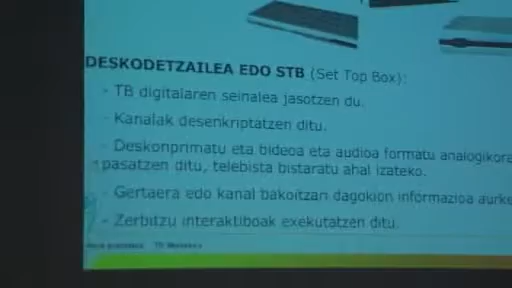 DESKODETZAILEA EDO STB (Set Top Box):
- TB digitalaren seinalea jasotzen du.
- Kanalak desenkriptatzen ditu.
- Deskonprimatu eta bideoa eta audioa formatu analogikora
pasatzen ditu, telebista bistaratu ahal izateko.
- Gertaera edo kanal bakoitzari dagokion informazioa
- Zerbitzu interaktiboak exekutatzen ditu.